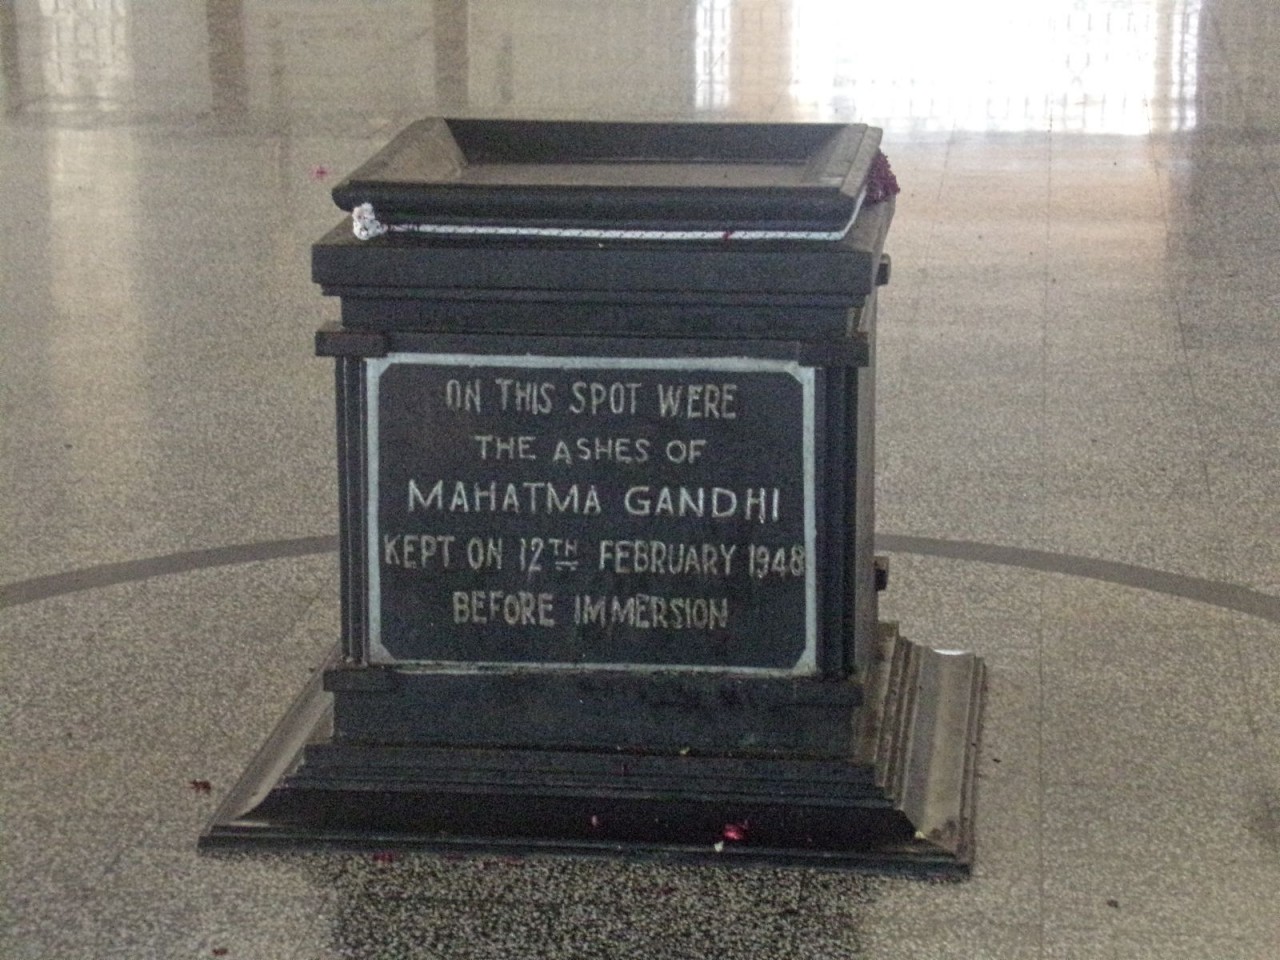 ON THIS SPOT WERE
THE ASHES OF
MAHATMA GANDHI
KEPT ON 12TH FEBRUARY 1948
BEFORE IMMERSION